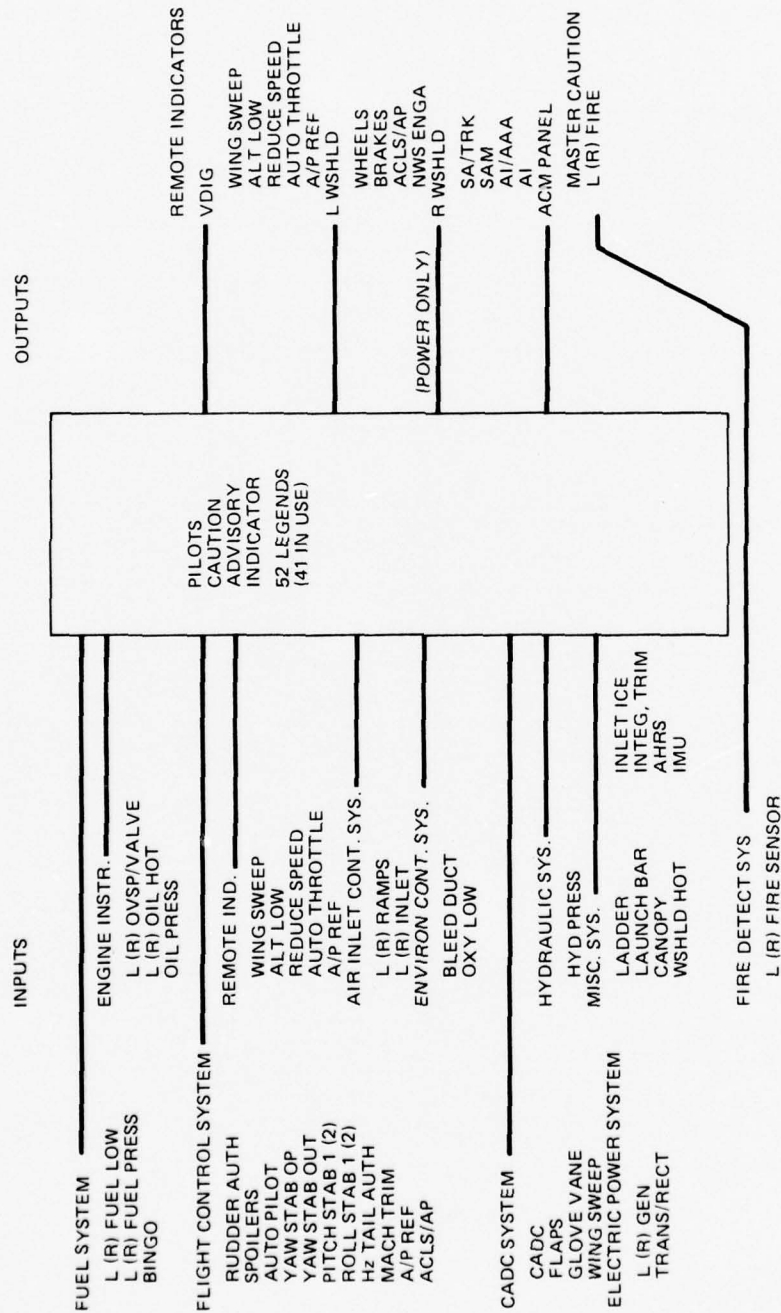 INPUTS
OUTPUTS
FUEL SYSTEM
L (R) FUEL LOW
L (R) FUEL PRESS
BINGO
ENGINE INSTR.
L (R) OVSP/VALVE
L (R) OIL HOT
OIL PRESS
FLIGHT CONTROL SYSTEM
RUDDER AUTH
SPOILERS
AUTO PILOT
YAW STAB OP
YAW STAB OUT
PITCH STAB 1 (2)
ROLL STAB 1 (2)
Hz TAIL AUTH
MACH TRIM
A/P REF
ACLS/AP
REMOTE IND.
WING SWEEP
ALT LOW
REDUCE SPEED
AUTO THROTTLE
A/P REF
AIR INLET CONT. SYS.
L (R) RAMPS
L (R) INLET
ENVIRON CONT. SYS.
BLEED DUCT
OXY LOW
CADC SYSTEM
CADC
FLAPS
GLOVE VANE
WING SWEEP
ELECTRIC POWER SYSTEM
L (R) GEN
TRANS/RECT
HYDRAULIC SYS.
HYD PRESS
MISC. SYS.
LADDER
LAUNCH BAR
CANOPY
WSHLD HOT
INLET ICE
INTEG, TRIM
AHRS
IMU
FIRE DETECT SYS
L (R) FIRE SENSOR
PILOTS
CAUTION
ADVISORY
INDICATOR
52 LEGENDS
(41 IN USE)
REMOTE INDICATORS
VDIG
WING SWEEP
ALT LOW
REDUCE SPEED
AUTO THROTTLE
A/P REF
L WSHLD
WHEELS
BRAKES
ACLS/AP
NWS ENGA
(POWER ONLY)
R WSHLD
SA/TRK
SAM
AI/AAA
AI
ACM PANEL
MASTER CAUTION
L (R) FIRE